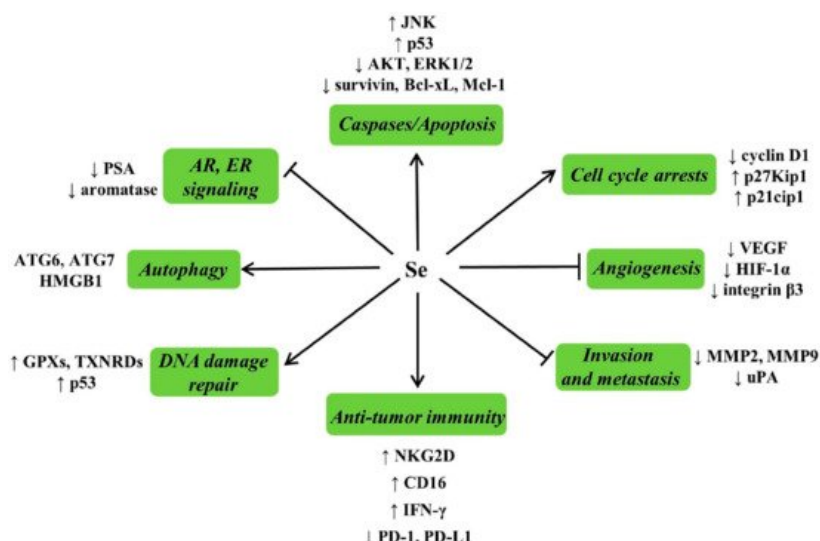 ↑ JNK
↑ p53
↓ AKT, ERK1/2
↓ survivin, Bcl-xL, Mcl-1
Caspases/Apoptosis
↓ PSA
↓ aromatase
AR, ER
signaling
Cell cycle arrests
↓ cyclin D1
↑ p27Kip1
↑ p21cip1
ATG6, ATG7
HMGB1
Autophagy
Se
Angiogenesis
↓ VEGF
↓ HIF-1α
↓ integrin β3
↑ GPXs, TXNRDs
↑ p53
DNA damage
repair
Invasion
and metastasis
↓ MMP2, MMP9
↓ uPA
Anti-tumor immunity
↑ NKG2D
↑ CD16
↑ IFN-γ
↓ PD-1, PD-L1